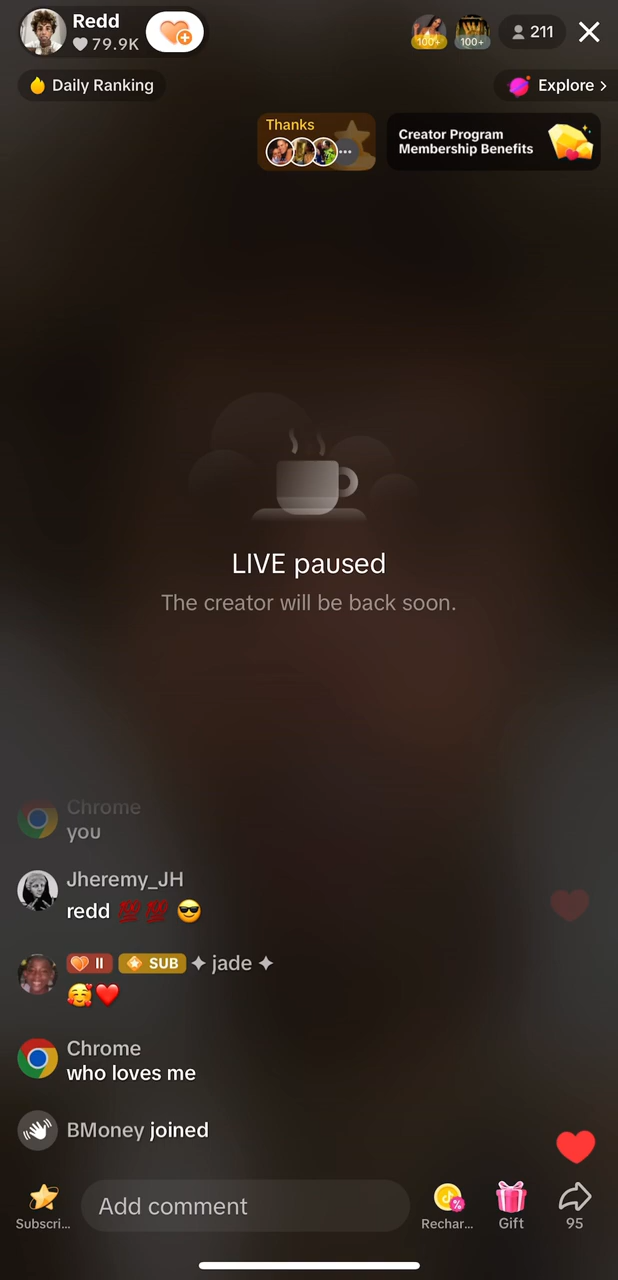 Redd
79.9K
100+
100+
211
Daily Ranking
Explore >
Thanks
Creator Program
Membership Benefits
LIVE paused
The creator will be back soon.
Chrome
you
Jheremy_JH
redd 💯 💯 😎
II SUB ✦ jade ✦
🥰❤️
Chrome
who loves me
BMoney joined
Add comment
Subscri...
Rechar...
Gift
95